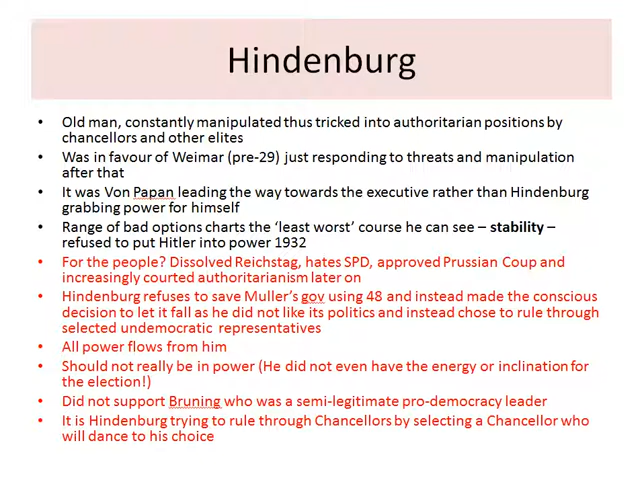 Hindenburg
• Old man, constantly manipulated thus tricked into authoritarian positions by
chancellors and other elites
• Was in favour of Weimar (pre-29) just responding to threats and manipulation
after that
• It was Von Papan leading the way towards the executive rather than Hindenburg
grabbing power for himself
• Range of bad options charts the ‘least worst’ course he can see – stability –
refused to put Hitler into power 1932
• For the people? Dissolved Reichstag, hates SPD, approved Prussian Coup and
increasingly courted authoritarianism later on
• Hindenburg refuses to save Muller’s gov using 48 and instead made the conscious
decision to let it fall as he did not like its politics and instead chose to rule through
selected undemocratic representatives
• All power flows from him
• Should not really be in power (He did not even have the energy or inclination for
the election!)
• Did not support Bruning who was a semi-legitimate pro-democracy leader
• It is Hindenburg trying to rule through Chancellors by selecting a Chancellor who
will dance to his choice